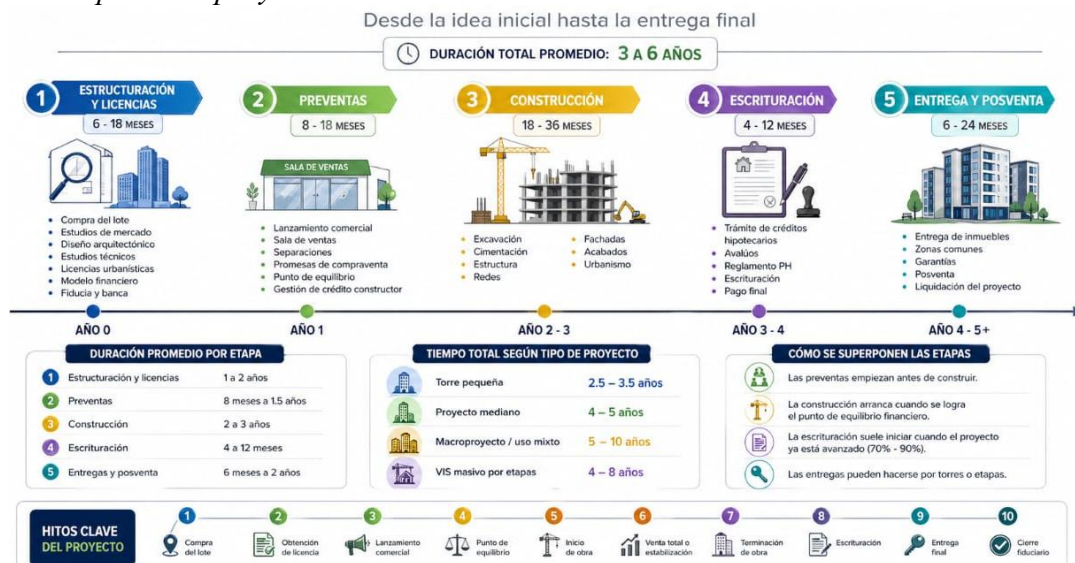 Desde la idea inicial hasta la entrega final
DURACIÓN TOTAL PROMEDIO: 3 A 6 AÑOS
1
ESTRUCTURACIÓN
Y LICENCIAS
6 - 18 MESES
Compra del lote
Estudios de mercado
Diseño arquitectónico
Estudios técnicos
Licencias urbanísticas
Modelo financiero
Fiducia y banca
2
PREVENTAS
8 - 18 MESES
SALA DE VENTAS
Lanzamiento comercial
Sala de ventas
Separaciones
Promesas de compraventa
Punto de equilibrio
Gestión de crédito constructor
3
CONSTRUCCIÓN
18 - 36 MESES
Excavación
Cimentación
Estructura
Redes
Fachadas
Acabados
Urbanismo
4
ESCRITURACIÓN
4 - 12 MESES
Trámite de créditos
hipotecarios
Avalúos
Reglamento PH
Escrituración
Pago final
5
ENTREGA Y POSVENTA
6 - 24 MESES
Entrega de inmuebles
Zonas comunes
Garantías
Posventa
Liquidación del proyecto
AÑO 0
AÑO 1
AÑO 2 - 3
AÑO 3 - 4
AÑO 4 - 5+
DURACIÓN PROMEDIO POR ETAPA
1 Estructuración y licencias 1 a 2 años
2 Preventas 8 meses a 1.5 años
3 Construcción 2 a 3 años
4 Escrituración 4 a 12 meses
5 Entregas y posventa 6 meses a 2 años
TIEMPO TOTAL SEGÚN TIPO DE PROYECTO
Torre pequeña 2.5 – 3.5 años
Proyecto mediano 4 – 5 años
Macroproyecto / uso mixto 5 – 10 años
VIS masivo por etapas 4 – 8 años
CÓMO SE SUPERPONEN LAS ETAPAS
Las preventas empiezan antes de construir.
La construcción arranca cuando se logra
el punto de equilibrio financiero.
La escrituración suele iniciar cuando el proyecto
ya está avanzado (70% - 90%).
Las entregas pueden hacerse por torres o etapas.
HITOS CLAVE
DEL PROYECTO
1
Compra
del lote
2
Obtención
de licencia
3
Lanzamiento
comercial
4
Punto de
equilibrio
5
Inicio
de obra
6
Venta total o
estabilización
7
Terminación
de obra
8
Escrituración
9
Entrega
final
10
Cierre
fiduciario